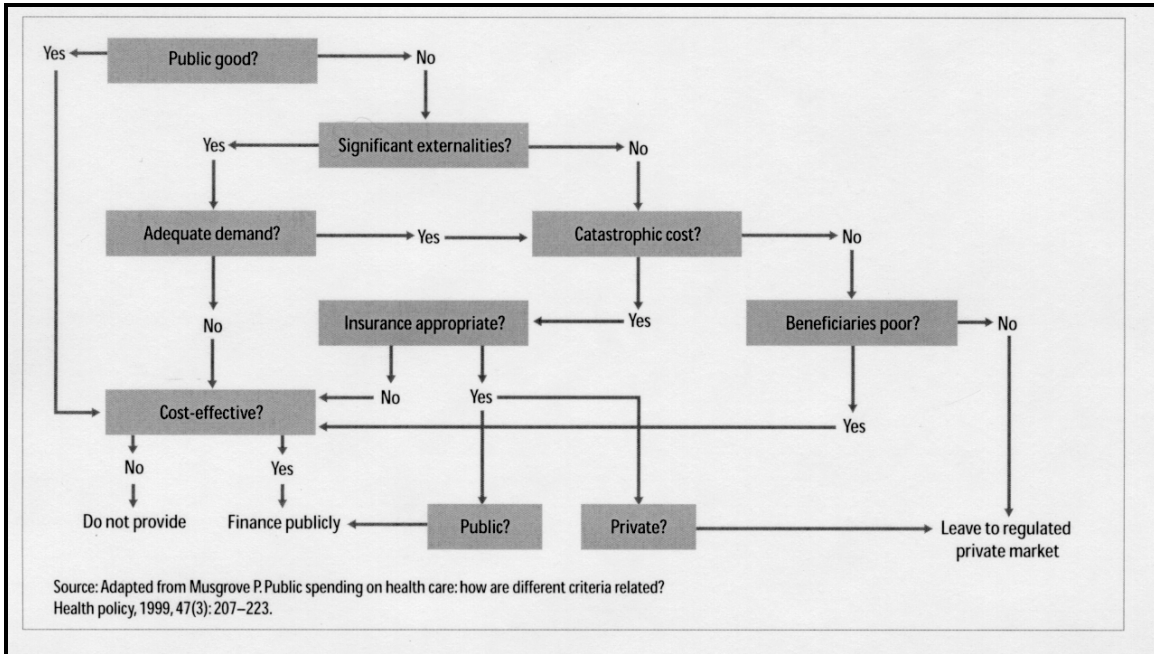 Yes
Public good?
No
Yes
Significant externalities?
No
Adequate demand?
Yes
Catastrophic cost?
No
No
Insurance appropriate?
Yes
Beneficiaries poor?
No
No
Yes
Cost-effective?
Yes
No
Yes
Do not provide
Finance publicly
Public?
Private?
Leave to regulated
private market
Source: Adapted from Musgrove P. Public spending on health care: how are different criteria related?
Health policy, 1999, 47(3): 207–223.